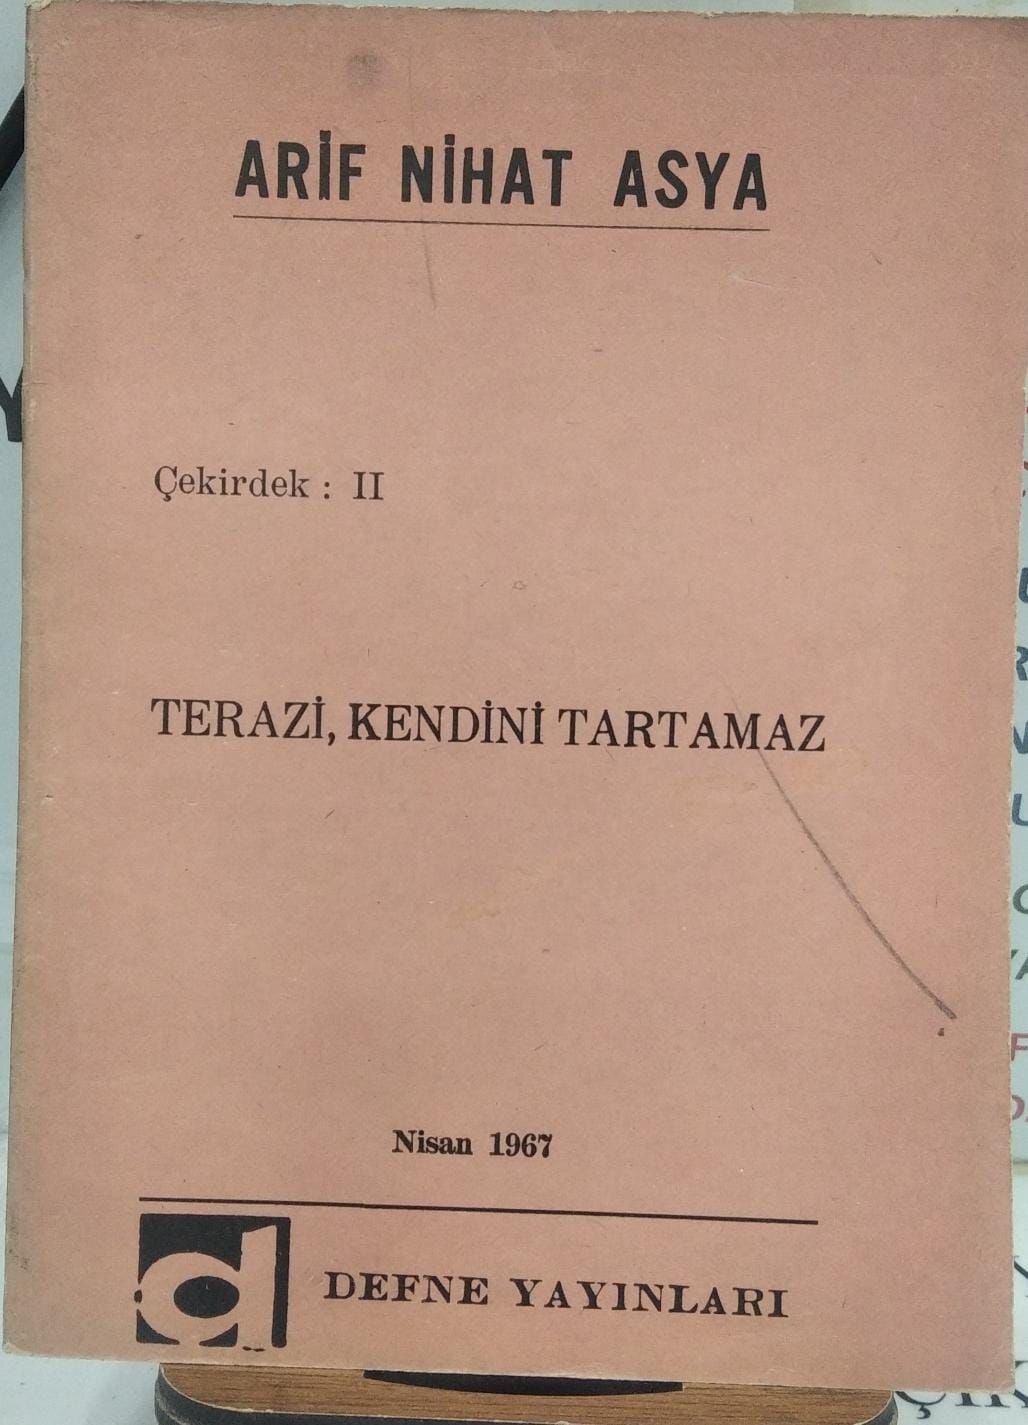 ARİF NİHAT ASYA
Çekirdek : II
TERAZİ, KENDİNİ TARTAMAZ
Nisan 1967
d
DEFNE YAYINLARI